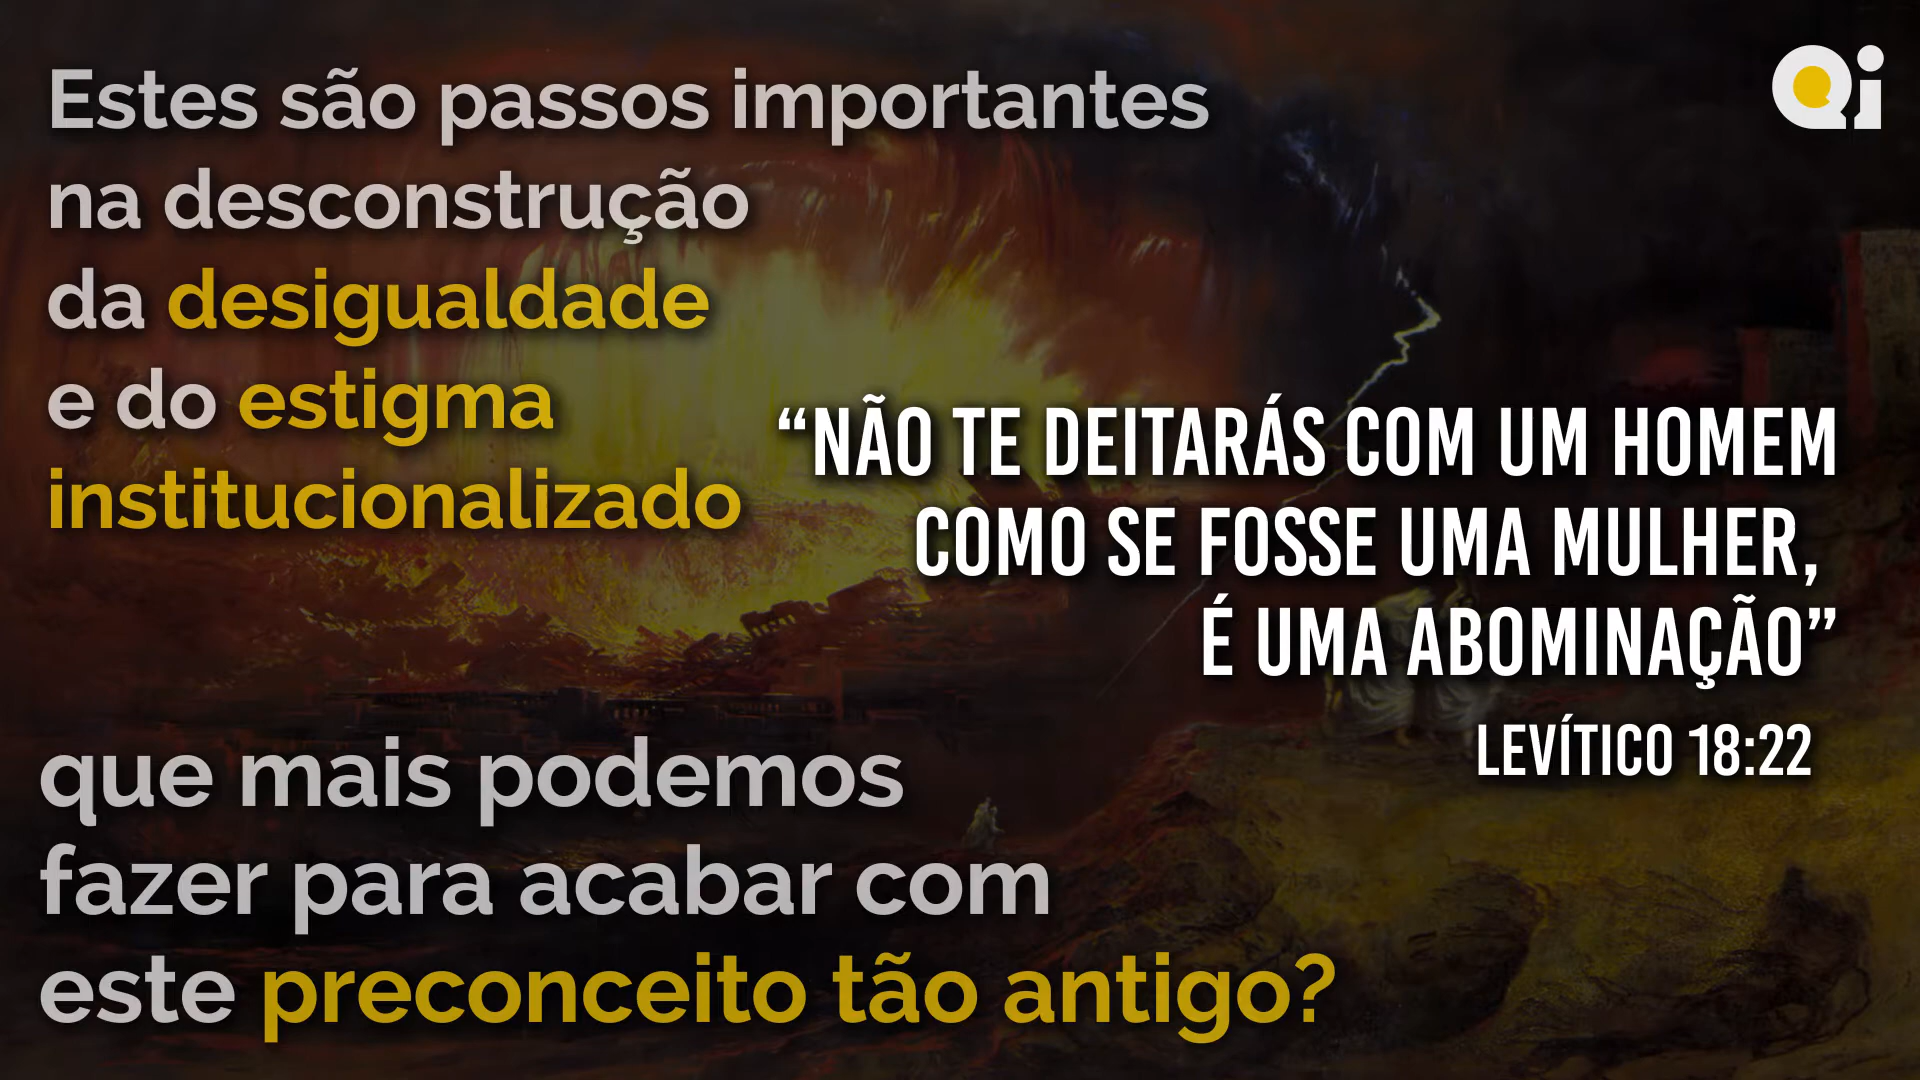 Estes são passos importantes
na desconstrução
da desigualdade
e do estigma
institucionalizado
“NÃO TE DEITARÁS COM UM HOMEM
COMO SE FOSSE UMA MULHER,
É UMA ABOMINAÇÃO”
LEVÍTICO 18:22
que mais podemos
fazer para acabar com
este preconceito tão antigo?
Qi